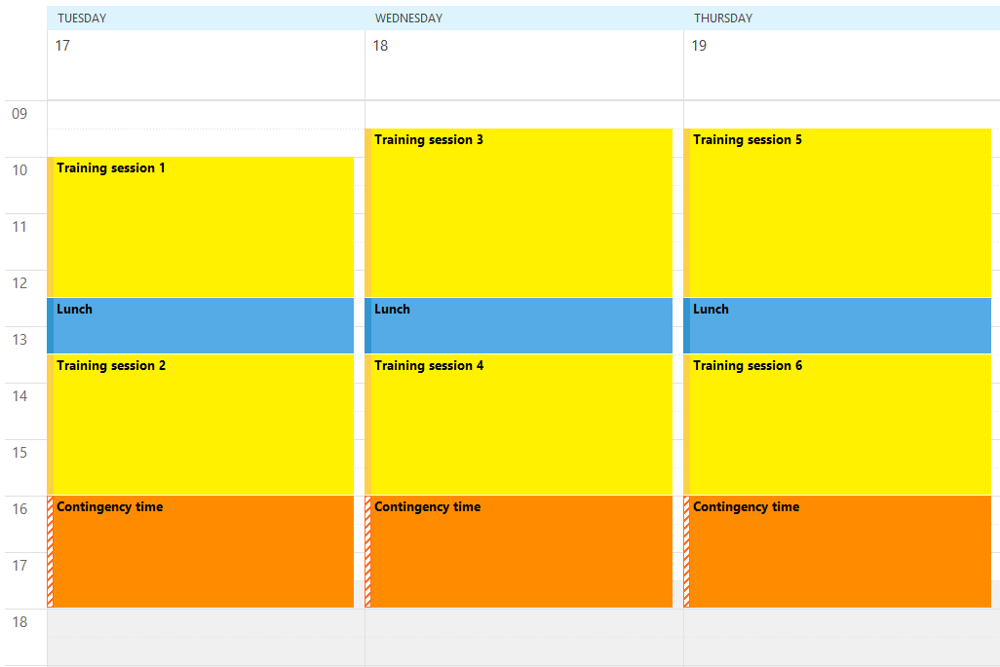 TUESDAY WEDNESDAY THURSDAY
17 18 19
09
Training session 3 Training session 5
Training session 1
10
11
12
Lunch Lunch Lunch
13
Training session 2 Training session 4 Training session 6
14
15
16 Contingency time Contingency time Contingency time
17
18